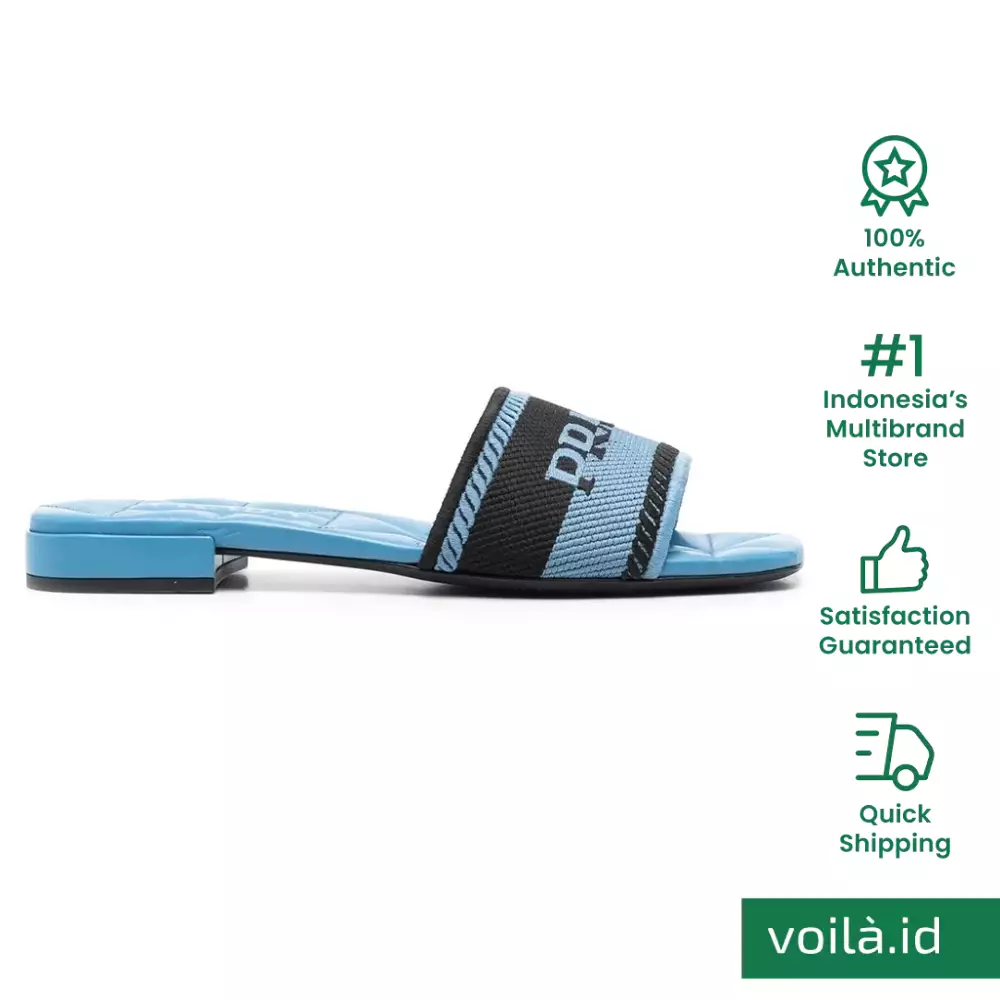 100%
Authentic
#1
Indonesia's
Multibrand
Store
Satisfaction
Guaranteed
Quick
Shipping
voilà.id